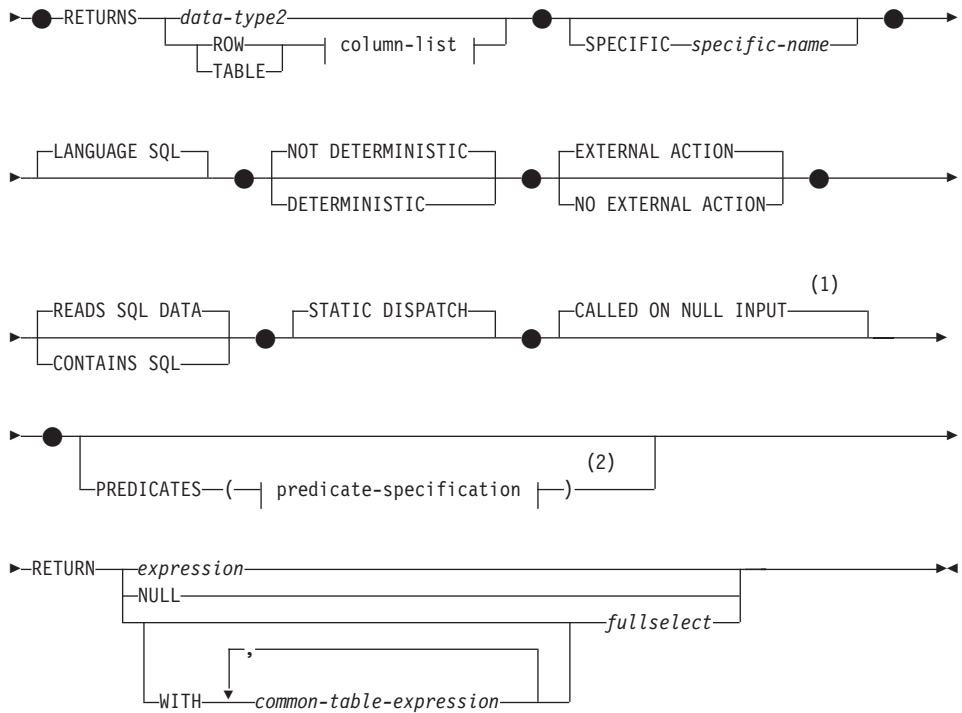 RETURNS data-type2
ROW column-list SPECIFIC specific-name
TABLE
LANGUAGE SQL NOT DETERMINISTIC EXTERNAL ACTION
DETERMINISTIC NO EXTERNAL ACTION
(1)
READS SQL DATA STATIC DISPATCH CALLED ON NULL INPUT
CONTAINS SQL
(2)
PREDICATES ( predicate-specification )
RETURN expression
NULL
fullselect
,
WITH common-table-expression